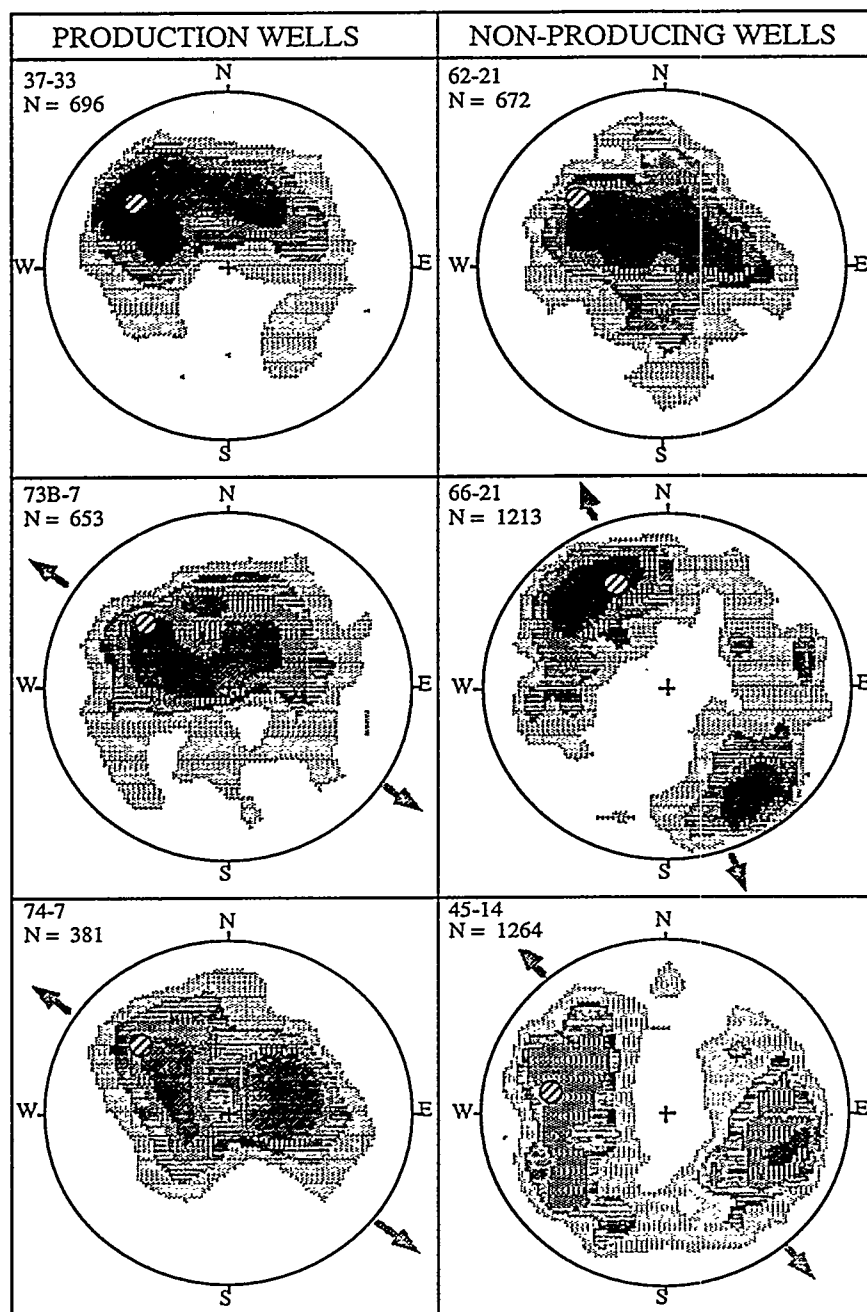 PRODUCTION WELLS
NON-PRODUCING WELLS
37-33
N = 696
N
W
E
S
62-21
N = 672
N
W
E
S
73B-7
N = 653
N
W
E
S
66-21
N = 1213
N
W
E
S
74-7
N = 381
N
W
E
S
45-14
N = 1264
N
W
E
S